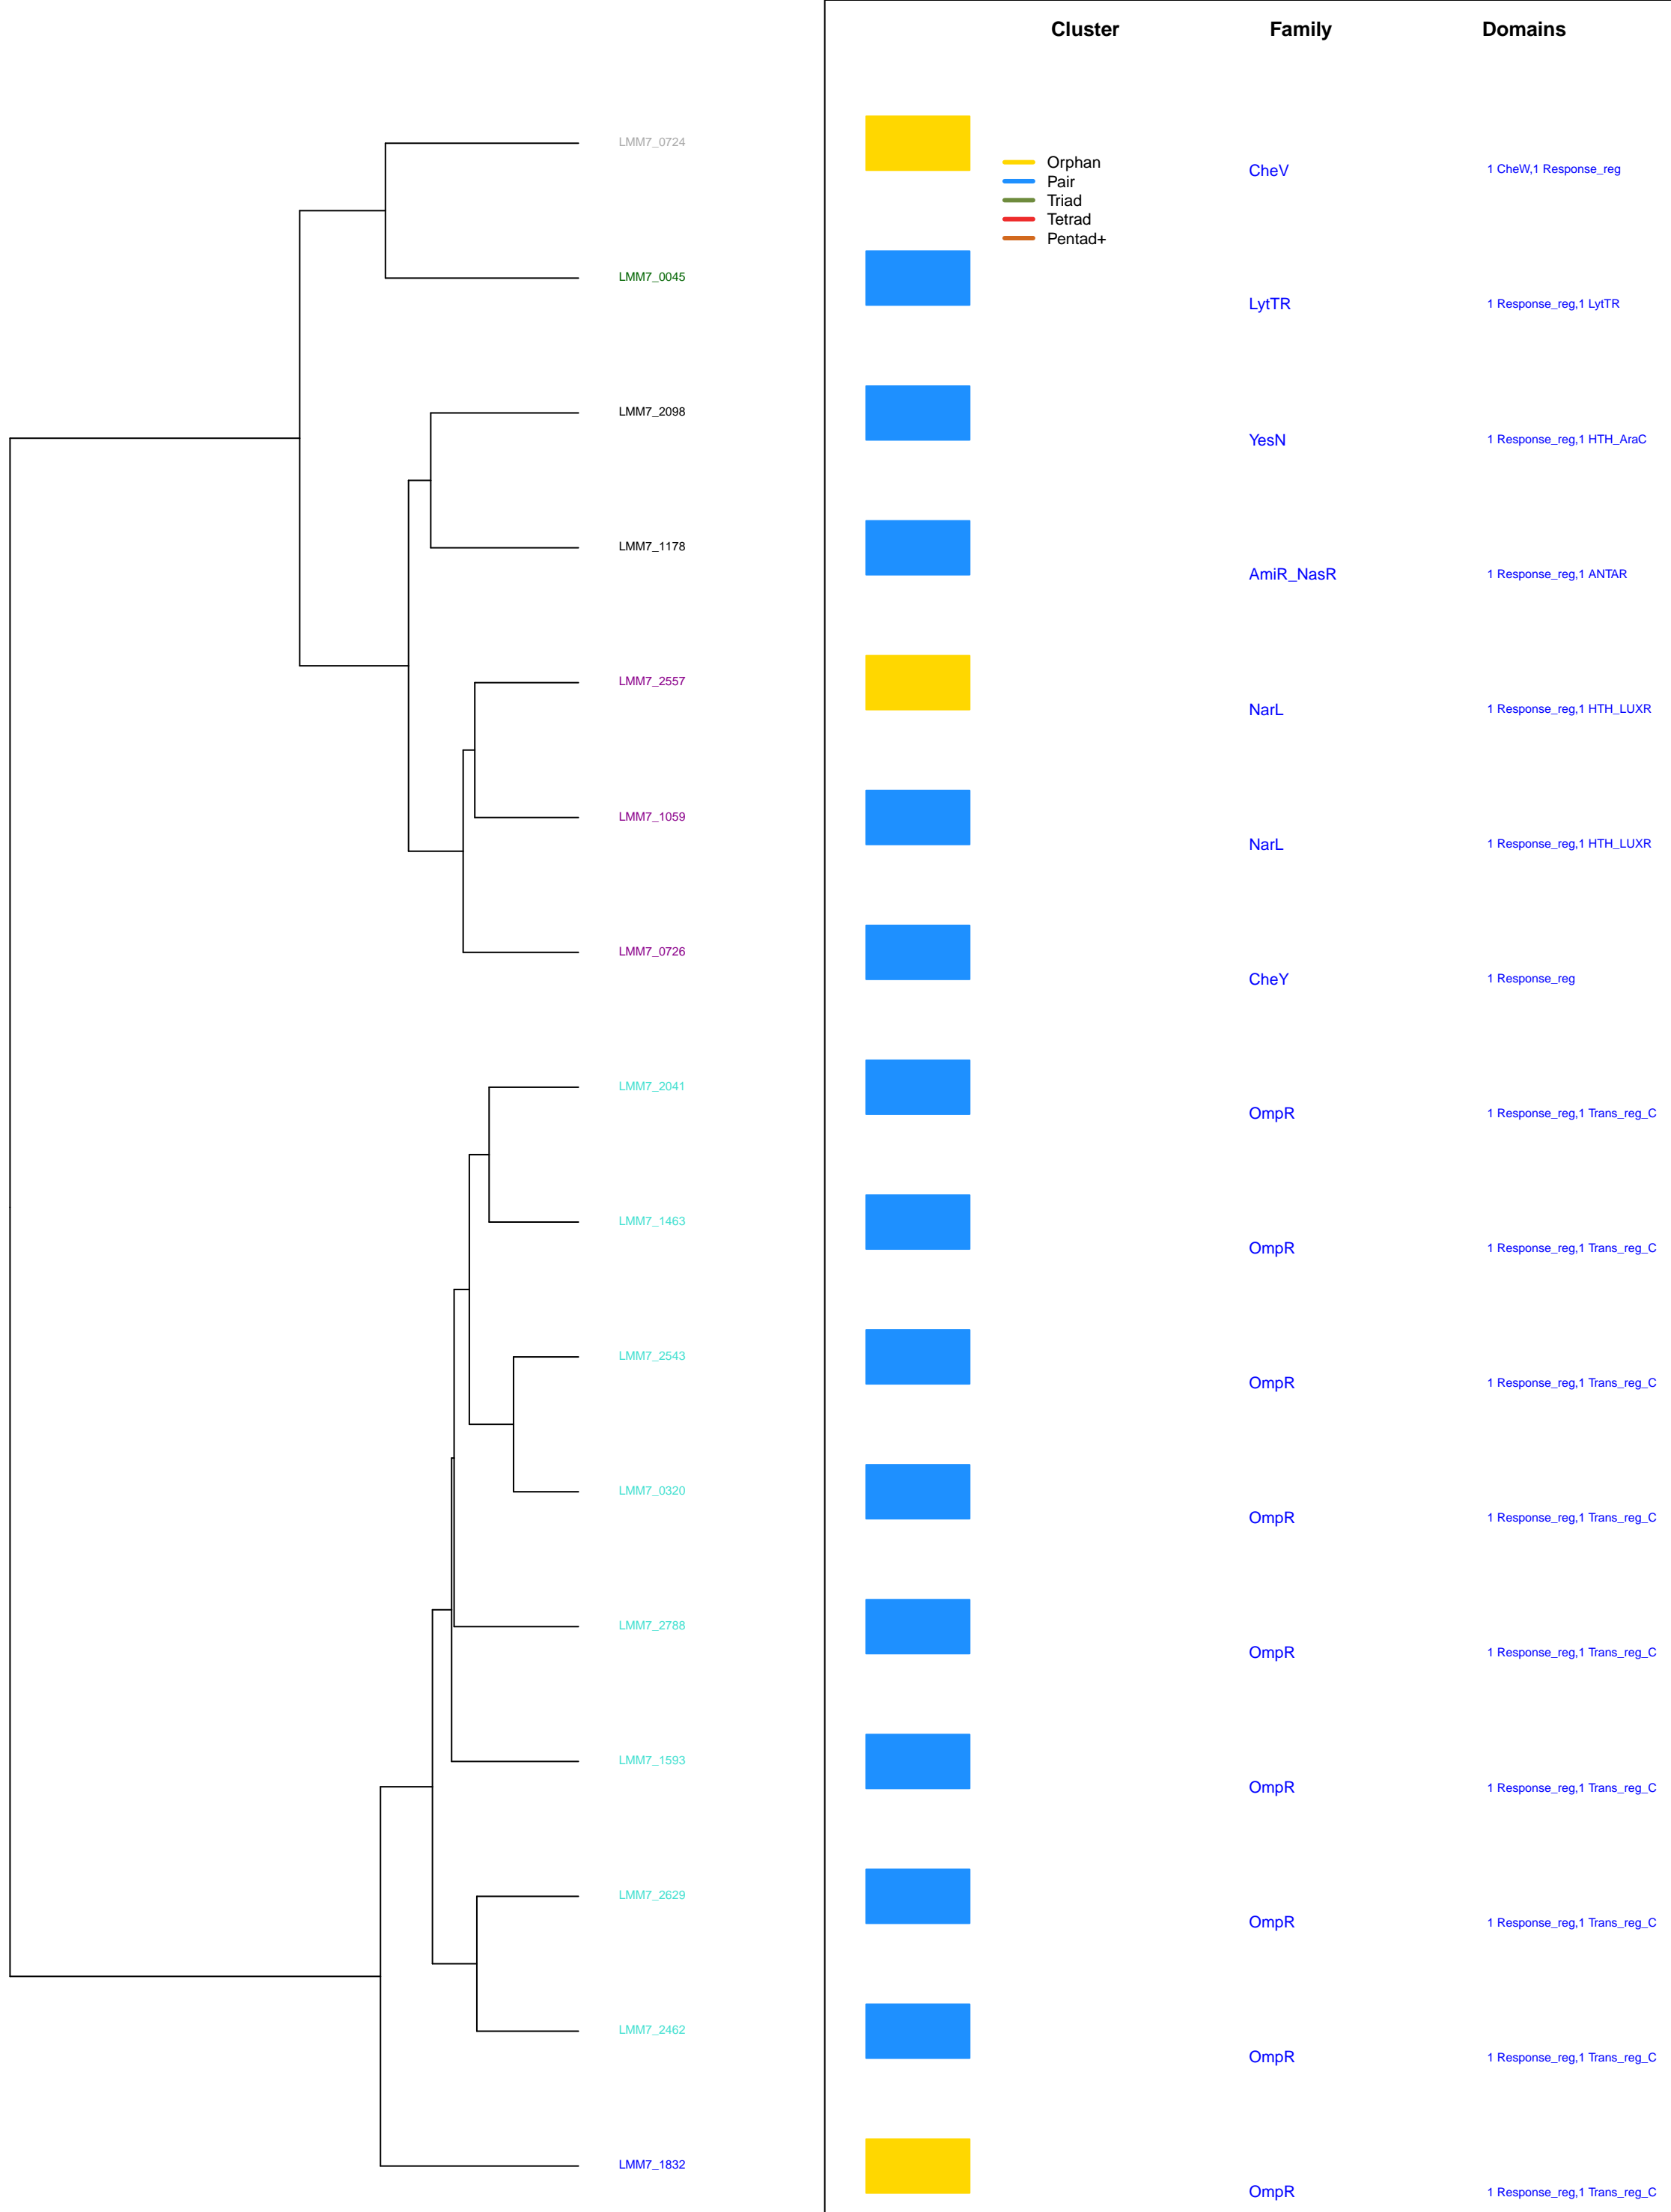 Cluster Family Domains
LMM7_0724
Orphan
CheV 1 CheW,1 Response_reg
Pair
Triad
Tetrad
Pentad+
LMM7_0045
LytTR 1 Response_reg,1 LytTR
LMM7_2098
YesN 1 Response_reg,1 HTH_AraC
LMM7_1178
AmiR_NasR 1 Response_reg,1 ANTAR
LMM7_2557
NarL 1 Response_reg,1 HTH_LUXR
LMM7_1059
NarL 1 Response_reg,1 HTH_LUXR
LMM7_0726
CheY 1 Response_reg
LMM7_2041
OmpR 1 Response_reg,1 Trans_reg_C
LMM7_1463
OmpR 1 Response_reg,1 Trans_reg_C
LMM7_2543
OmpR 1 Response_reg,1 Trans_reg_C
LMM7_0320
OmpR 1 Response_reg,1 Trans_reg_C
LMM7_2788
OmpR 1 Response_reg,1 Trans_reg_C
LMM7_1593
OmpR 1 Response_reg,1 Trans_reg_C
LMM7_2629
OmpR 1 Response_reg,1 Trans_reg_C
LMM7_2462
OmpR 1 Response_reg,1 Trans_reg_C
LMM7_1832
OmpR 1 Response_reg,1 Trans_reg_C